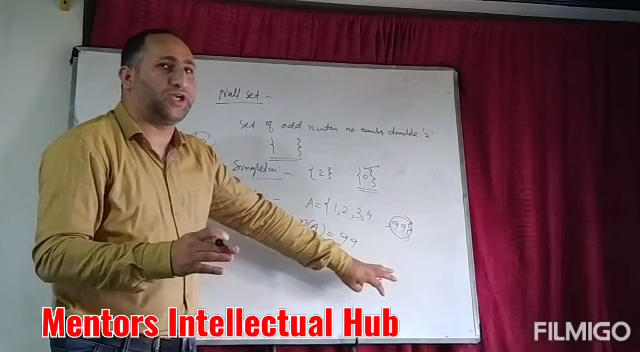 Null set -
Set of odd
no number divisible '2'
{ }
Singleton:- {2} {0}
- A = {1, 2, 3, 4, ... 99}
n(A) = 99
Mentors Intellectual Hub
FILMIGO